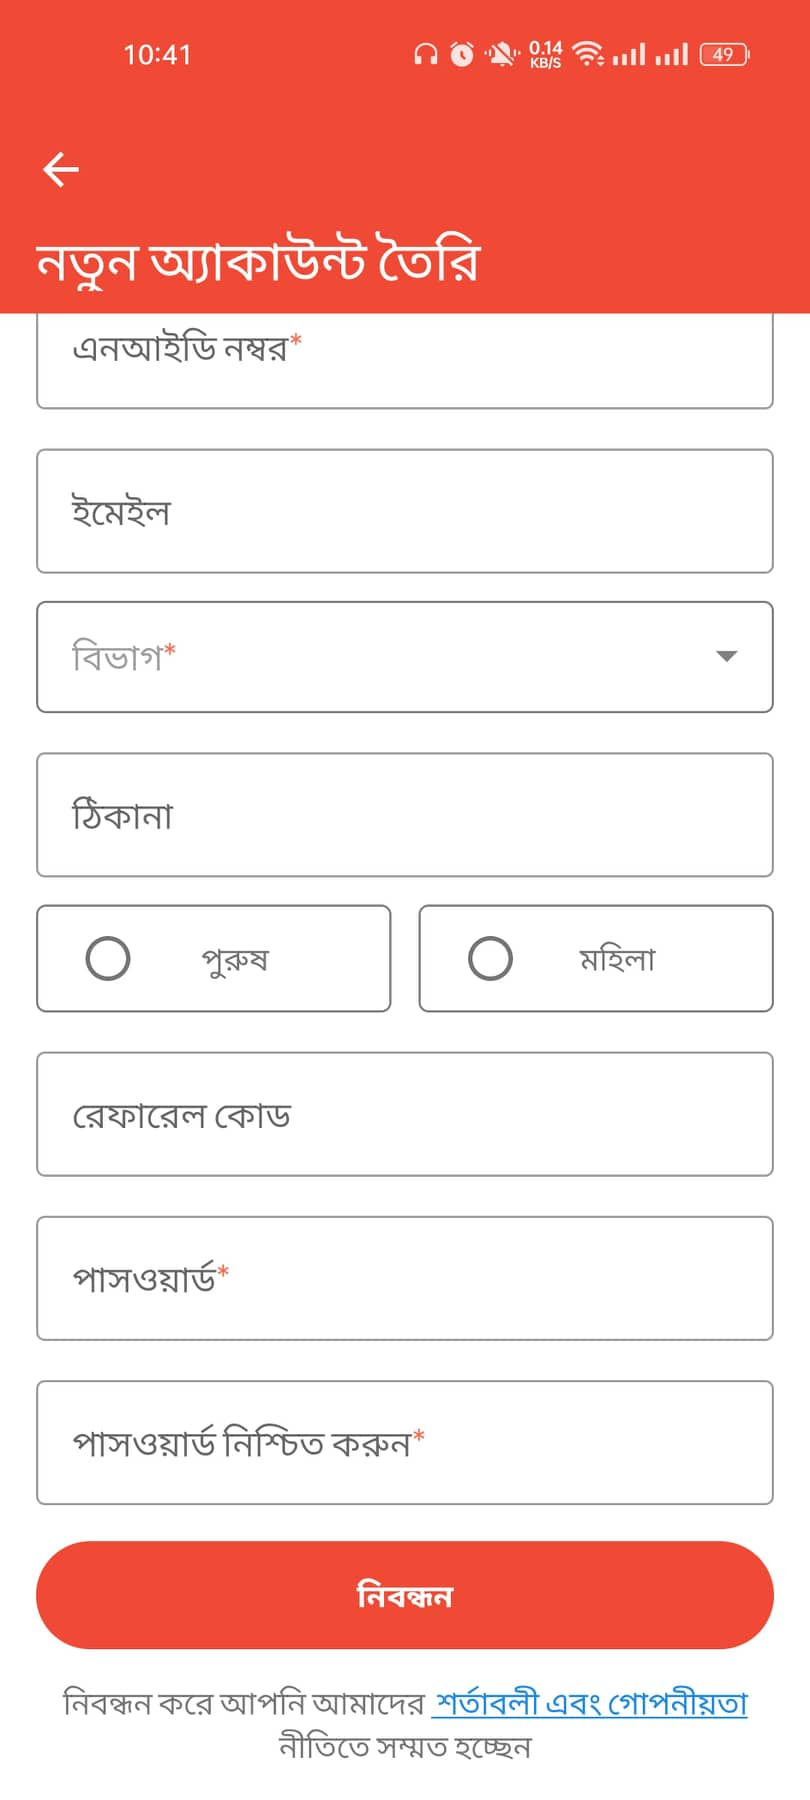 10:41
0.14
KB/S
49
নতুন অ্যাকাউন্ট তৈরি
এনআইডি নম্বর*
ইমেইল
বিভাগ*
ঠিকানা
পুরুষ
মহিলা
রেফারেল কোড
পাসওয়ার্ড*
পাসওয়ার্ড নিশ্চিত করুন*
নিবন্ধন
নিবন্ধন করে আপনি আমাদের শর্তাবলী এবং গোপনীয়তা
নীতিতে সম্মত হচ্ছেন